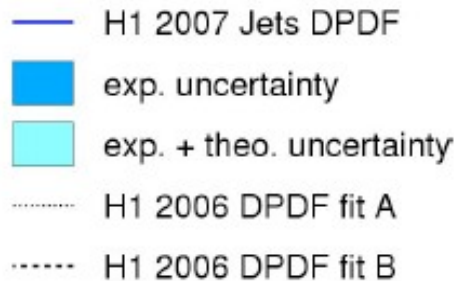 H1 2007 Jets DPDF
exp. uncertainty
exp. + theo. uncertainty
H1 2006 DPDF fit A
H1 2006 DPDF fit B